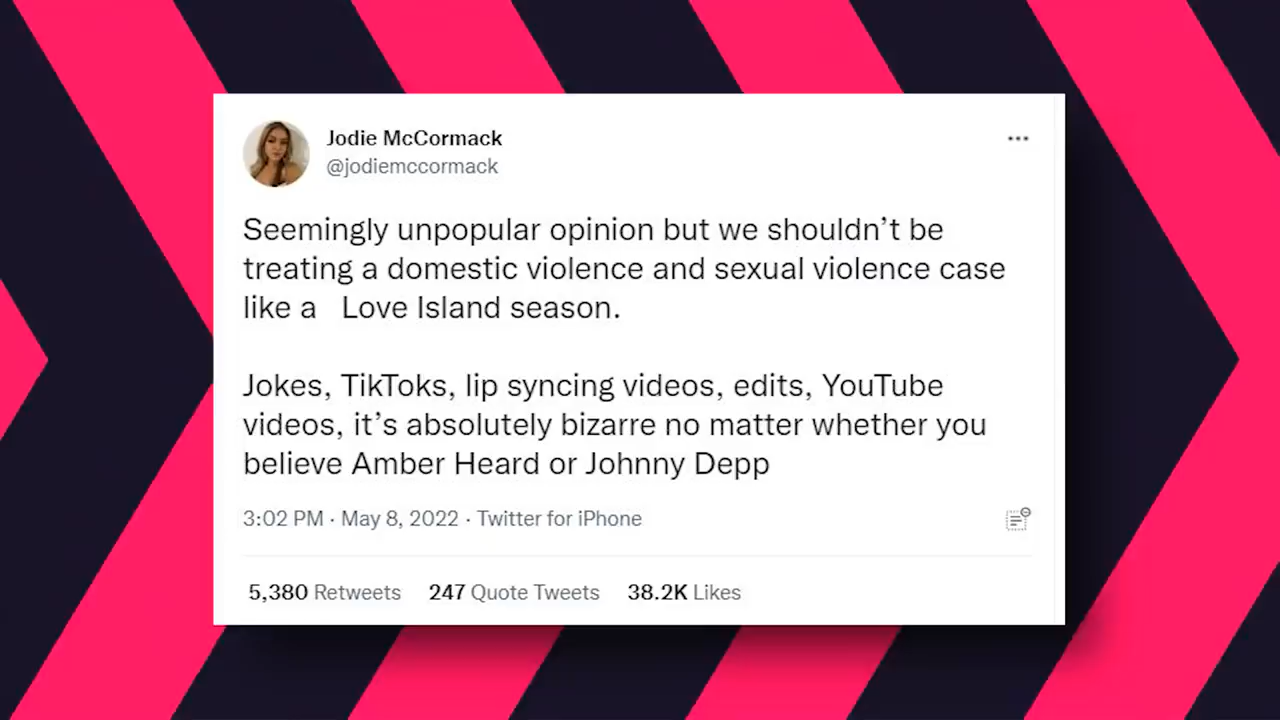 Jodie McCormack
@jodiemccormack
Seemingly unpopular opinion but we shouldn’t be
treating a domestic violence and sexual violence case
like a Love Island season.
Jokes, TikToks, lip syncing videos, edits, YouTube
videos, it’s absolutely bizarre no matter whether you
believe Amber Heard or Johnny Depp
3:02 PM · May 8, 2022 · Twitter for iPhone
5,380 Retweets 247 Quote Tweets 38.2K Likes